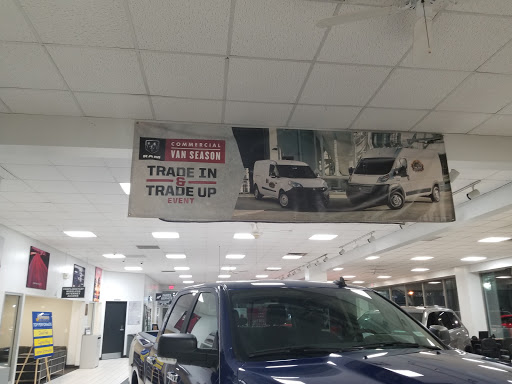 RAM
COMMERCIAL
VAN SEASON
TRADE IN
&
TRADE UP
EVENT